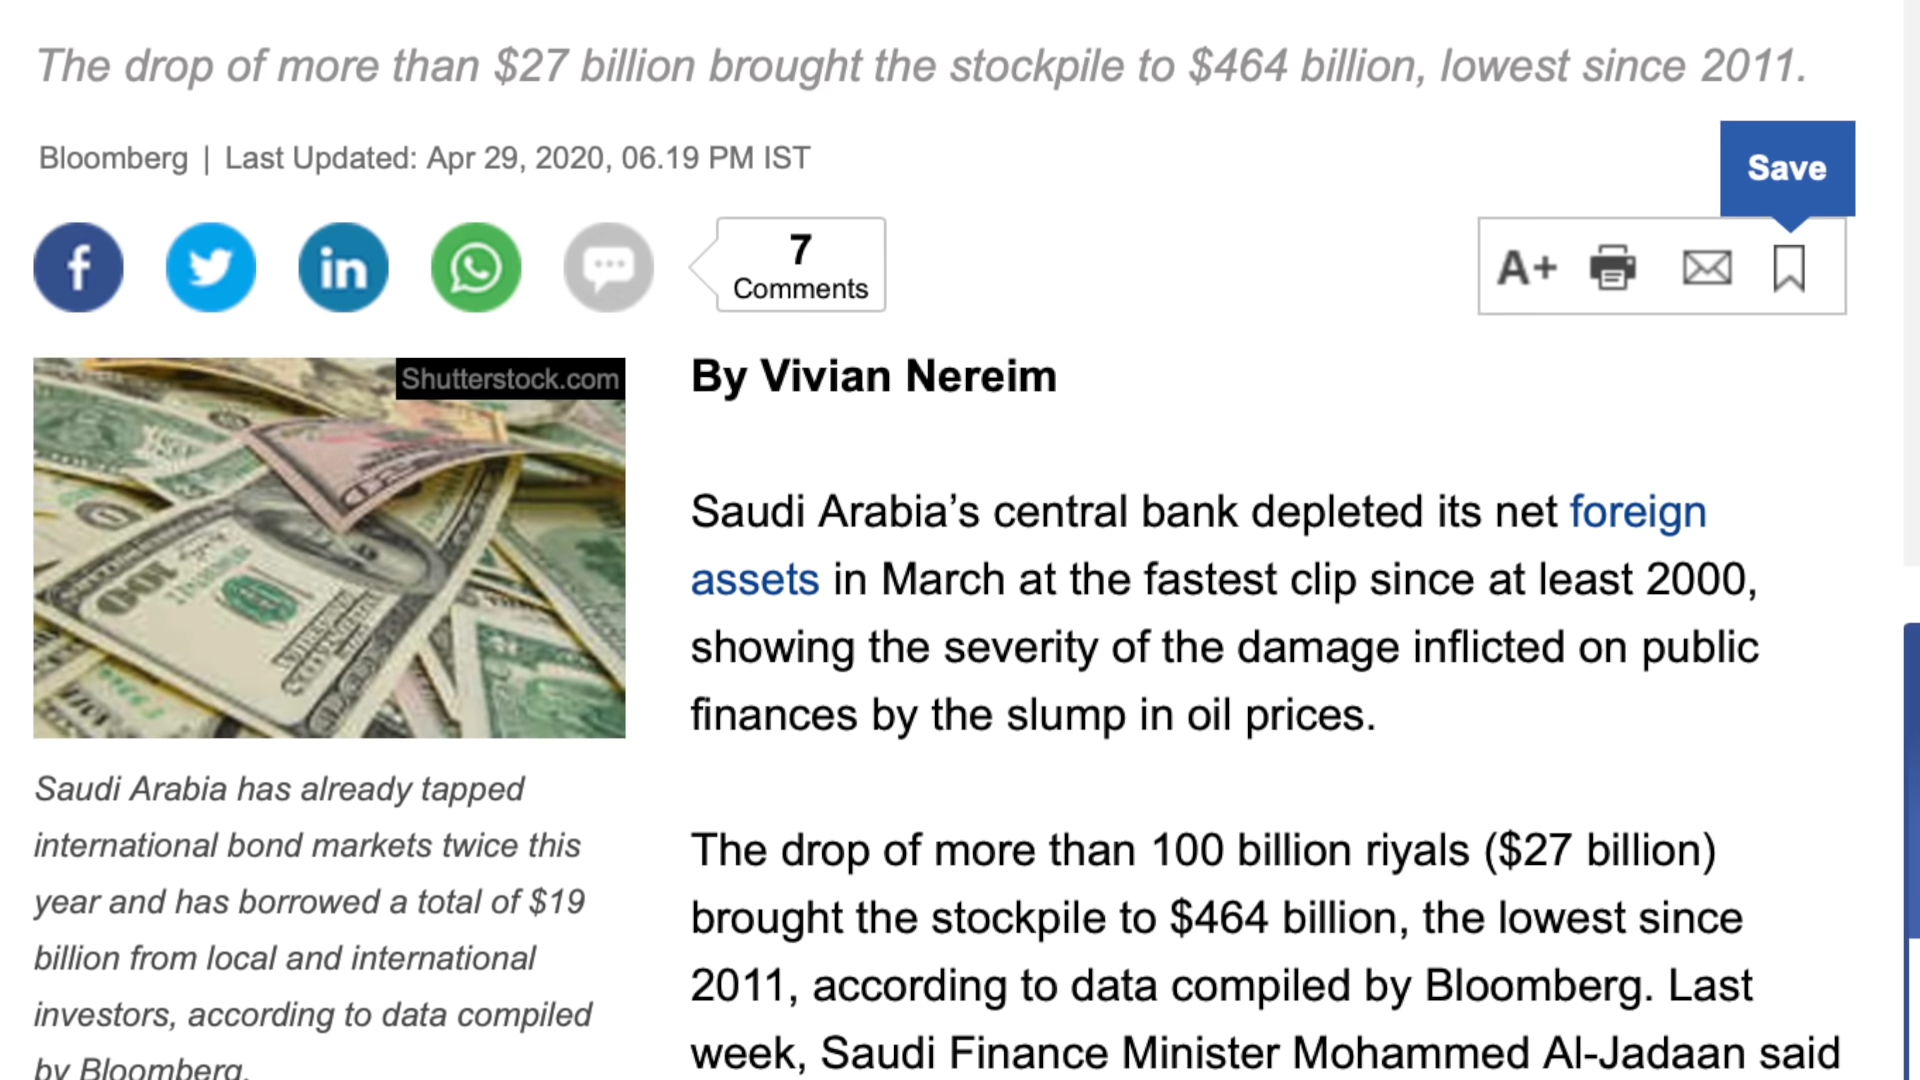 The drop of more than $27 billion brought the stockpile to $464 billion, lowest since 2011.
Bloomberg | Last Updated: Apr 29, 2020, 06.19 PM IST
Save
f
in
7
Comments
A+
Shutterstock.com
100
Saudi Arabia has already tapped
international bond markets twice this
year and has borrowed a total of $19
billion from local and international
investors, according to data compiled
by Bloomberg.
By Vivian Nereim
Saudi Arabia’s central bank depleted its net foreign
assets in March at the fastest clip since at least 2000,
showing the severity of the damage inflicted on public
finances by the slump in oil prices.
The drop of more than 100 billion riyals ($27 billion)
brought the stockpile to $464 billion, the lowest since
2011, according to data compiled by Bloomberg. Last
week, Saudi Finance Minister Mohammed Al-Jadaan said